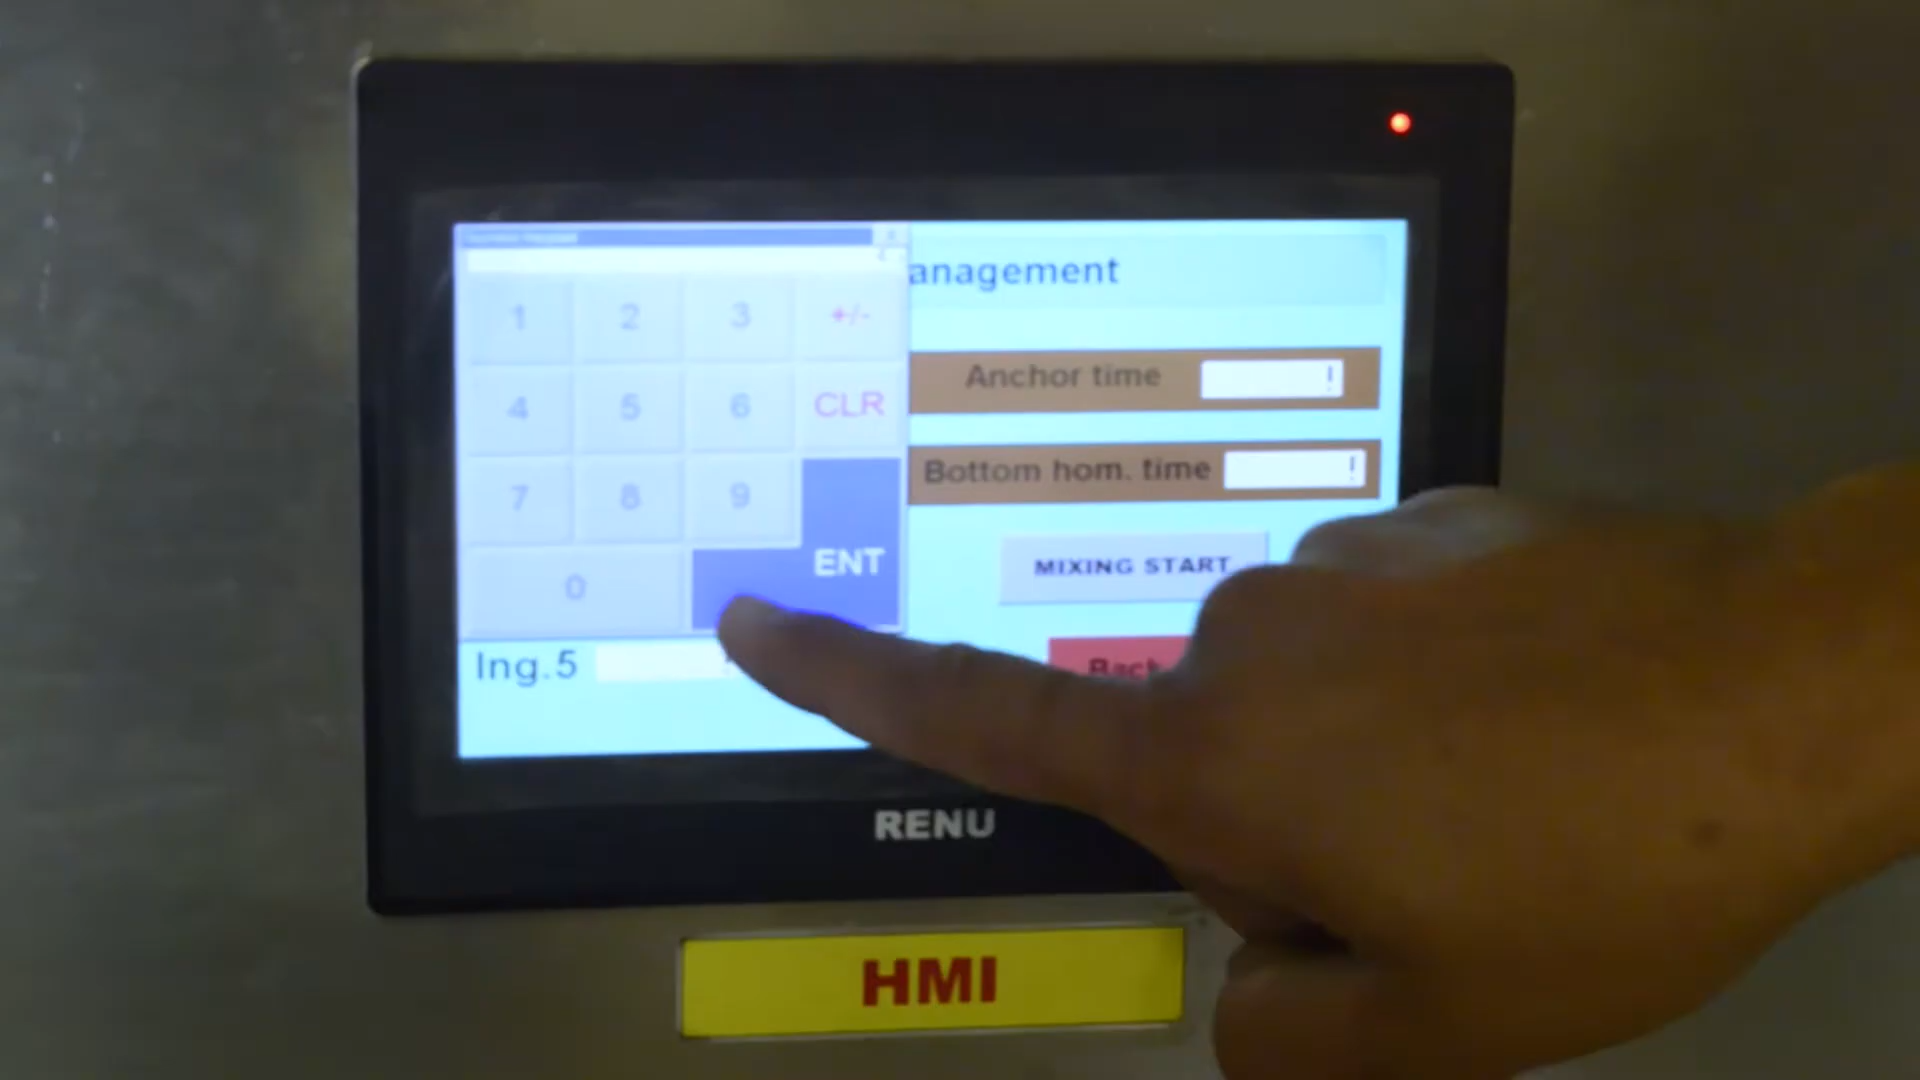 anagement
1 2 3 +/-
4 5 6 CLR
7 8 9
0 ENT
Anchor time !
Bottom hom. time !
MIXING START
Ing.5
Back
RENU
HMI